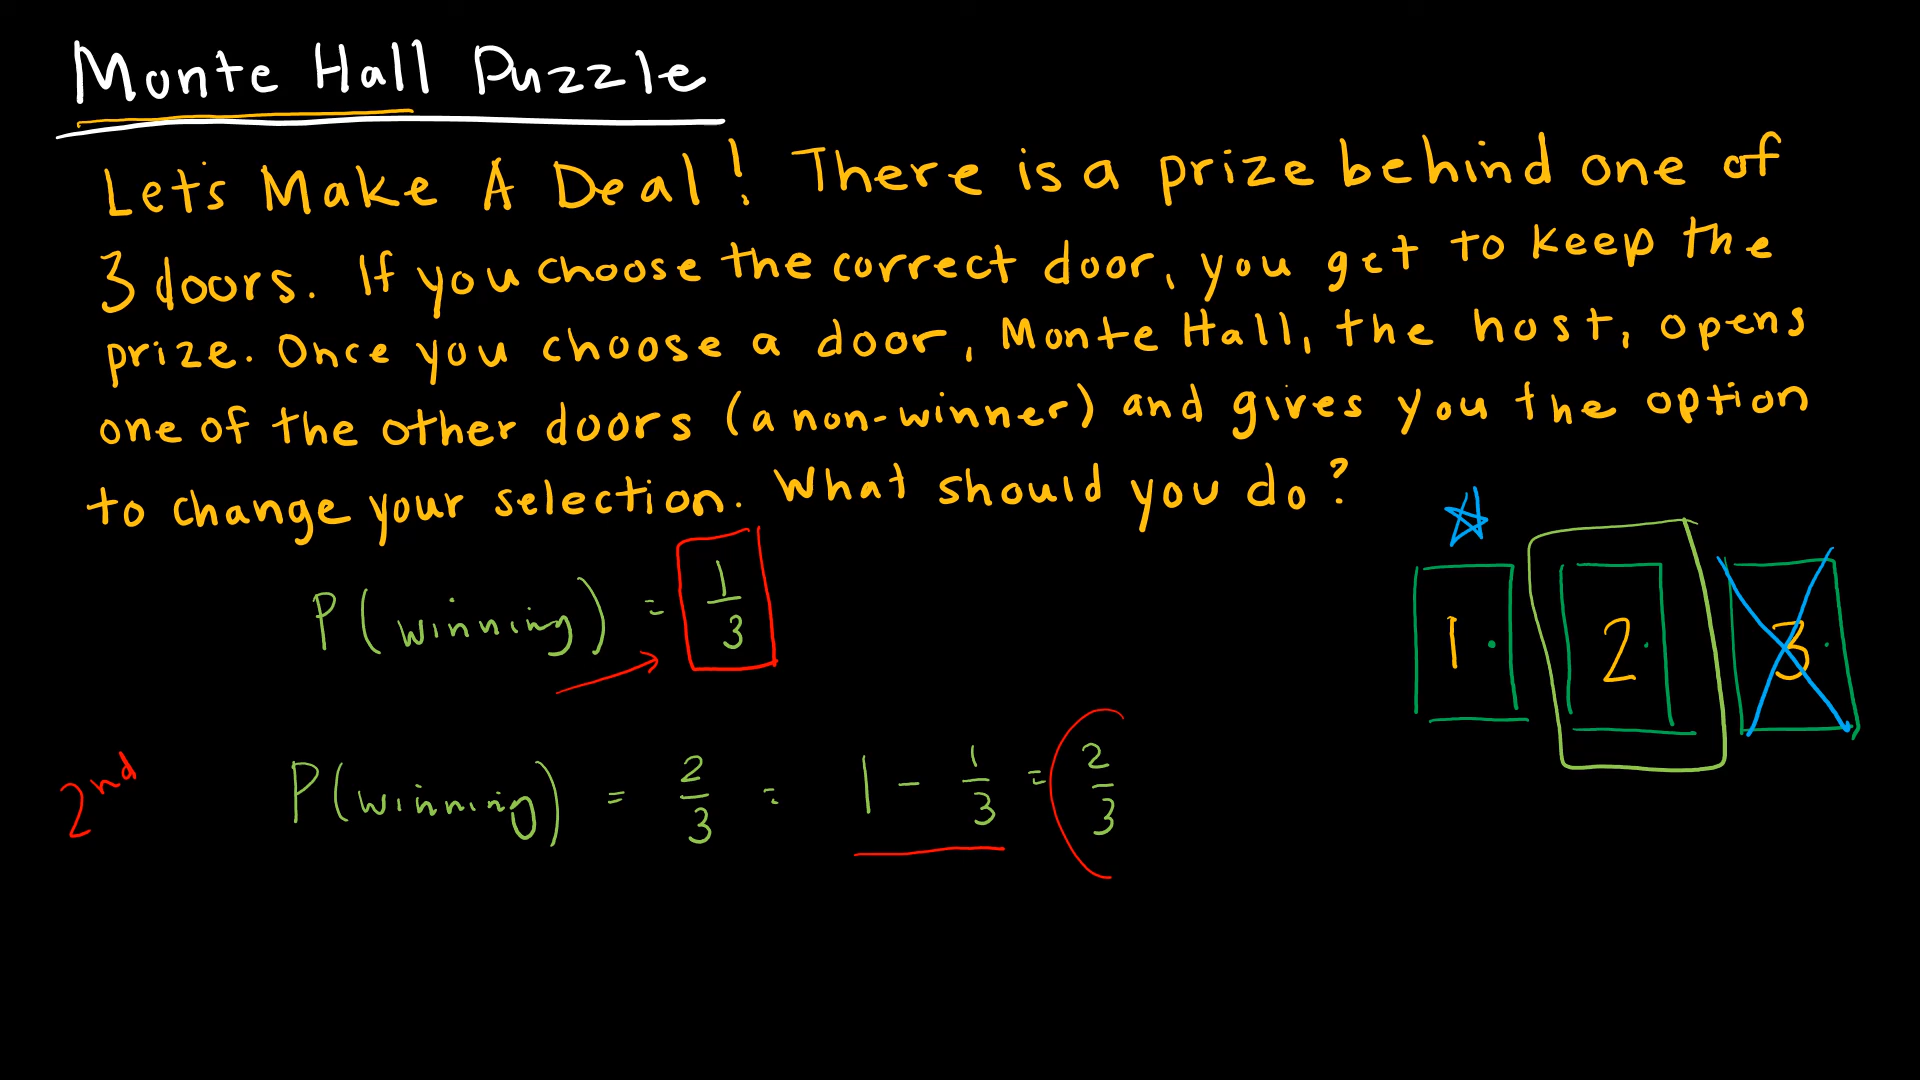 Monte Hall Puzzle
Let's Make A Deal! There is a prize behind one of
3 doors. If you choose the correct door, you get to keep the
prize. Once you choose a door, Monte Hall, the host, opens
one of the other doors (a non-winner) and gives you the option
to change your selection. What should you do?
P(winning) = 1/3
1 2 3
2nd P(winning) = 2/3 = 1 - 1/3 = 2/3